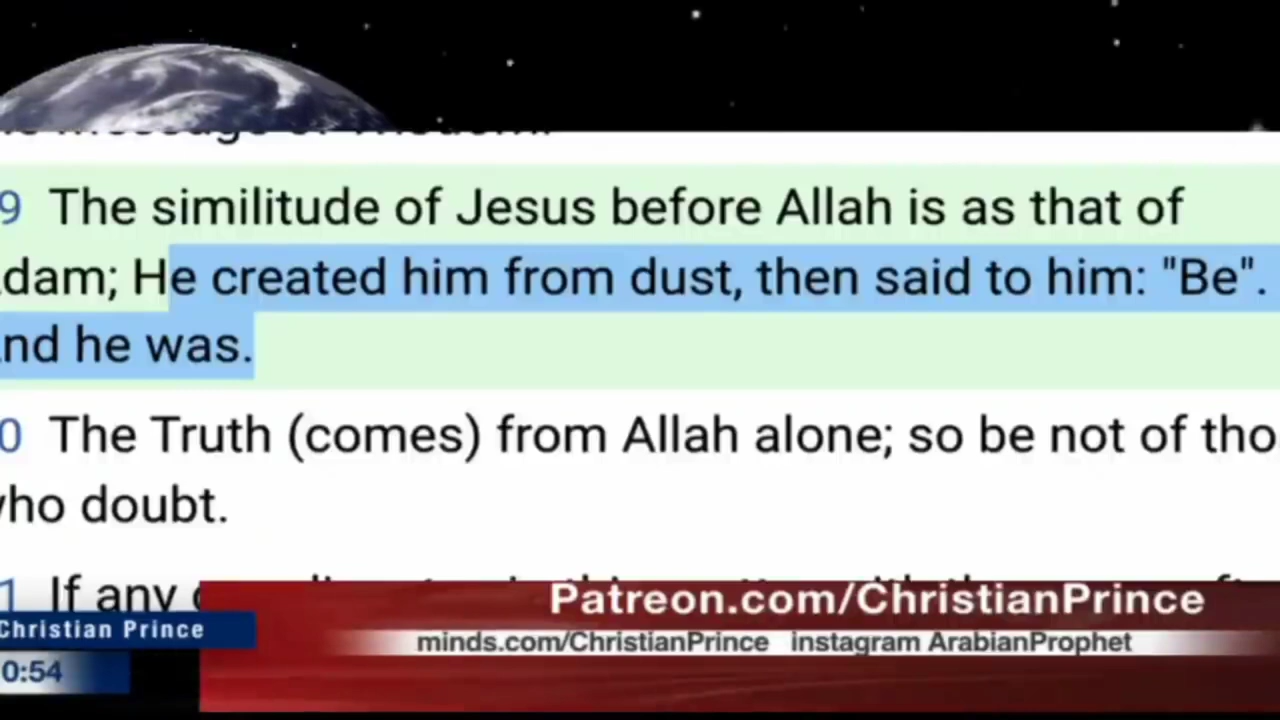 9 The similitude of Jesus before Allah is as that of
dam; He created him from dust, then said to him: "Be".
nd he was.
0 The Truth (comes) from Allah alone; so be not of tho
who doubt.
1 If any
Patreon.com/ChristianPrince
Christian Prince
minds.com/ChristianPrince instagram ArabianProphet
0:54